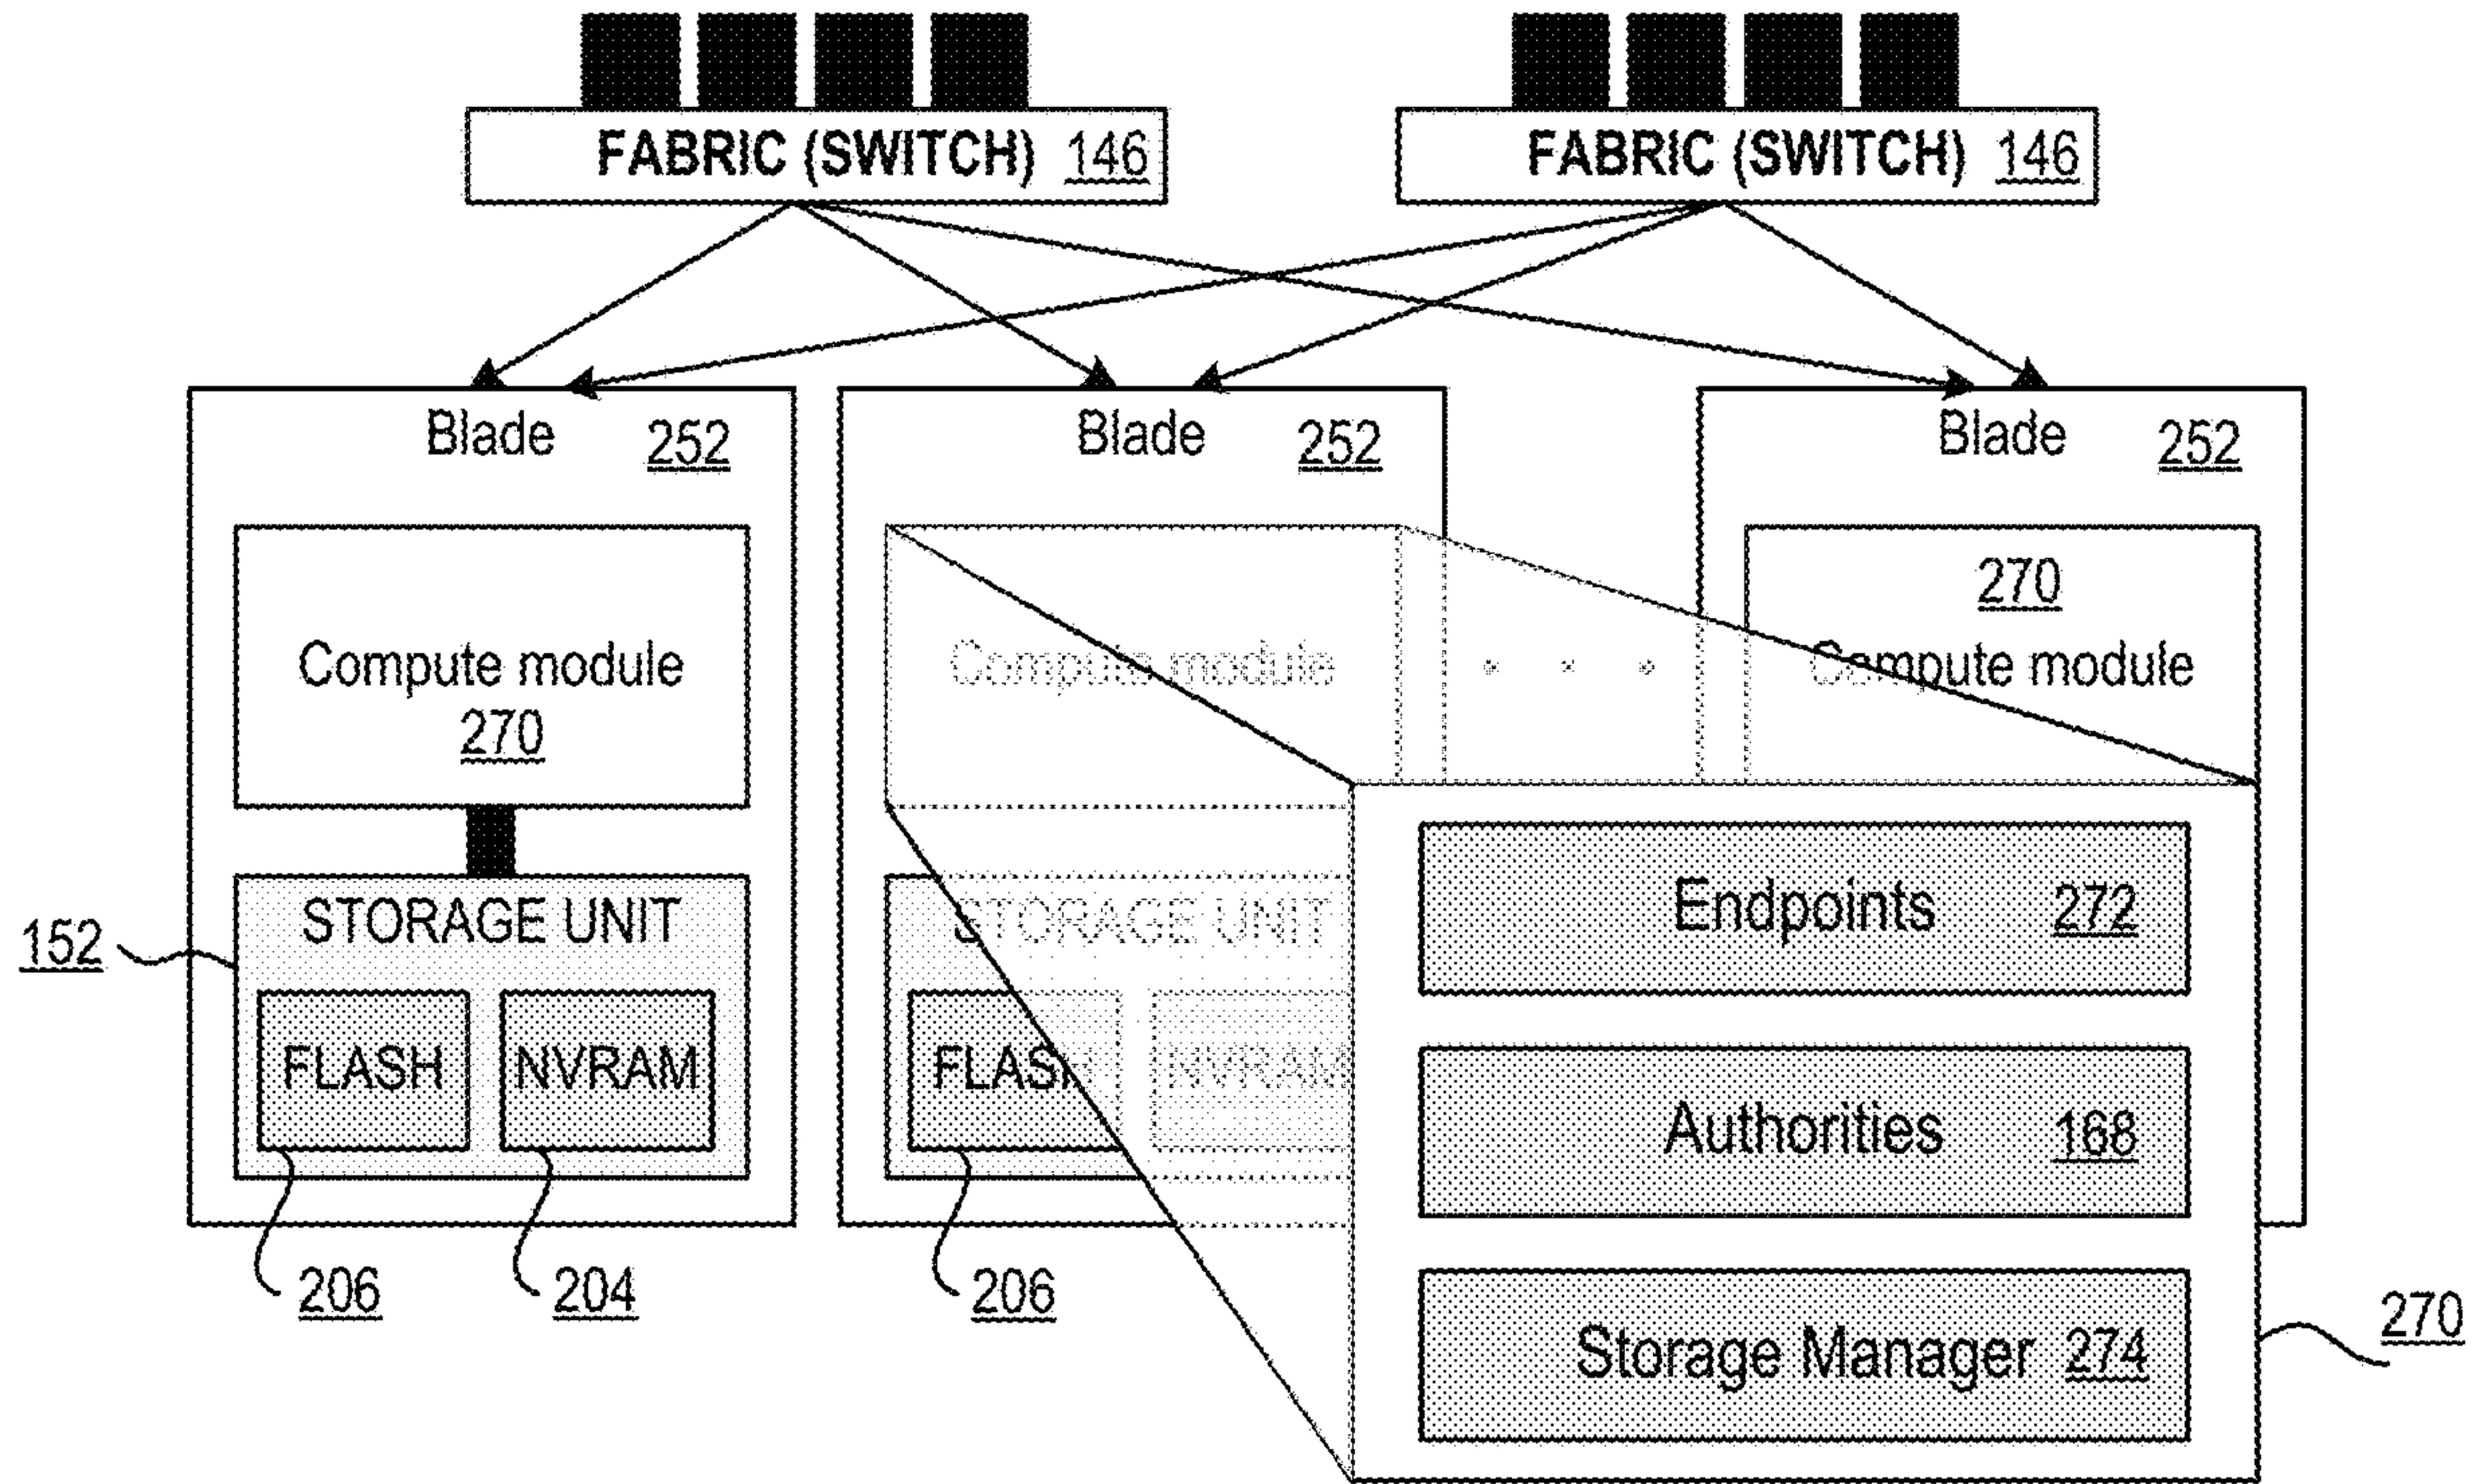 FABRIC (SWITCH) 146
FABRIC (SWITCH) 146
Blade 252
Blade 252
Blade 252
Compute module
270
Compute module
. . .
270
Compute module
STORAGE UNIT
152
FLASH
NVRAM
206
204
STORAGE UNIT
FLASH
NVRAM
206
Endpoints 272
Authorities 168
Storage Manager 274
270